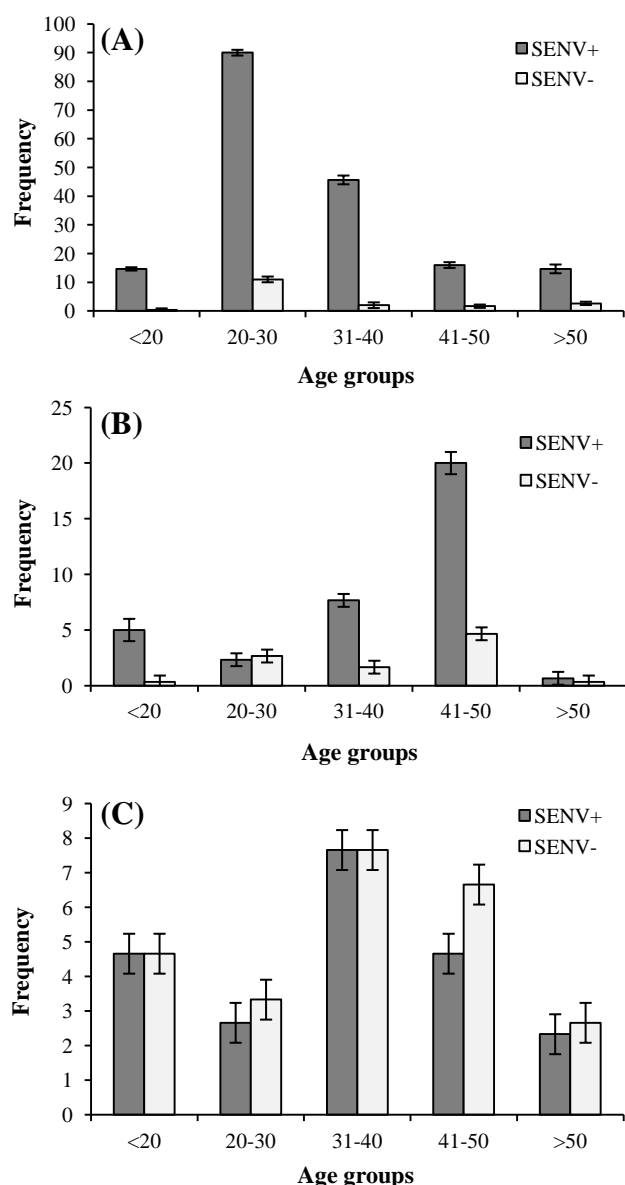 (A)
SENV+
SENV-
Frequency
100
90
80
70
60
50
40
30
20
10
0
<20 20-30 31-40 41-50 >50
Age groups
(B)
SENV+
SENV-
Frequency
25
20
15
10
5
0
<20 20-30 31-40 41-50 >50
Age groups
(C)
SENV+
SENV-
Frequency
9
8
7
6
5
4
3
2
1
0
<20 20-30 31-40 41-50 >50
Age groups